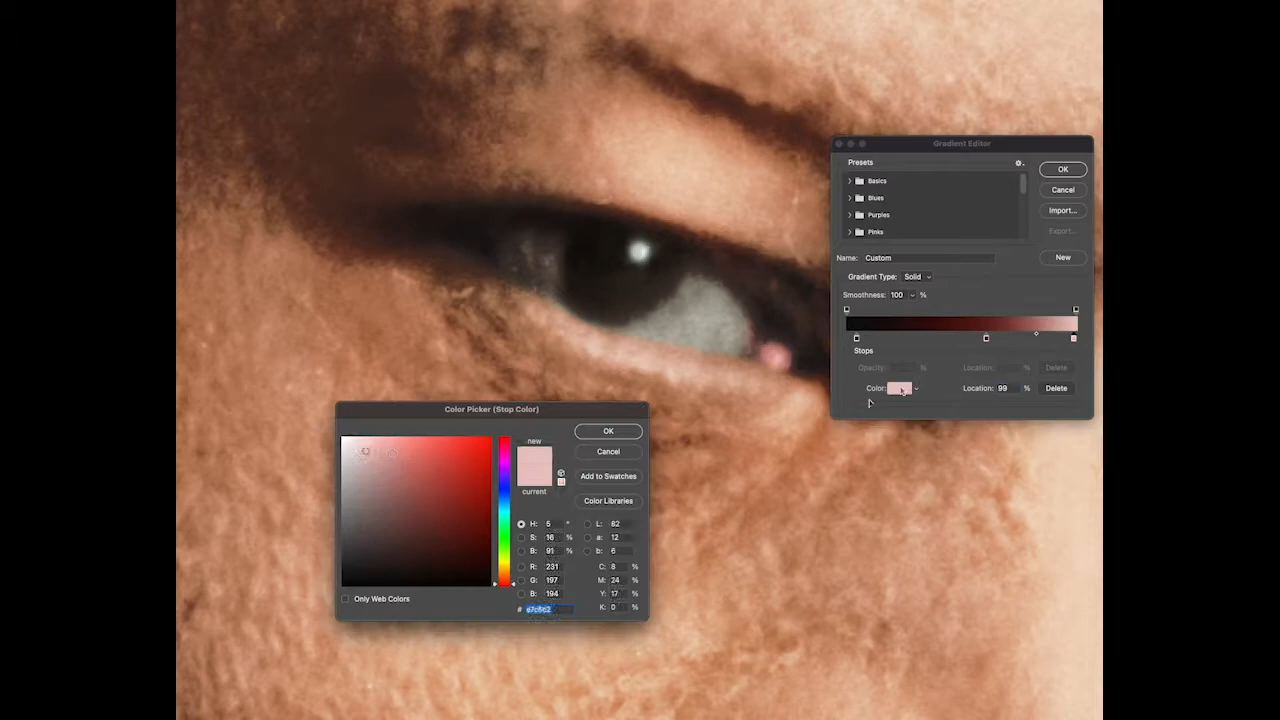 Gradient Editor
Presets
Basics
Blues
Purples
Pinks
OK
Cancel
Import...
Export...
New
Name: Custom
Gradient Type: Solid
Smoothness: 100 %
Stops
Opacity: % Location: % Delete
Color: Location: 99 % Delete
Color Picker (Stop Color)
new
current
OK
Cancel
Add to Swatches
Color Libraries
H: 5 ° L: 82
S: 16 % a: 12
B: 91 % b: 6
R: 231 C: 8 %
G: 197 M: 24 %
B: 194 Y: 17 %
# e7c5c2 K: 0 %
Only Web Colors